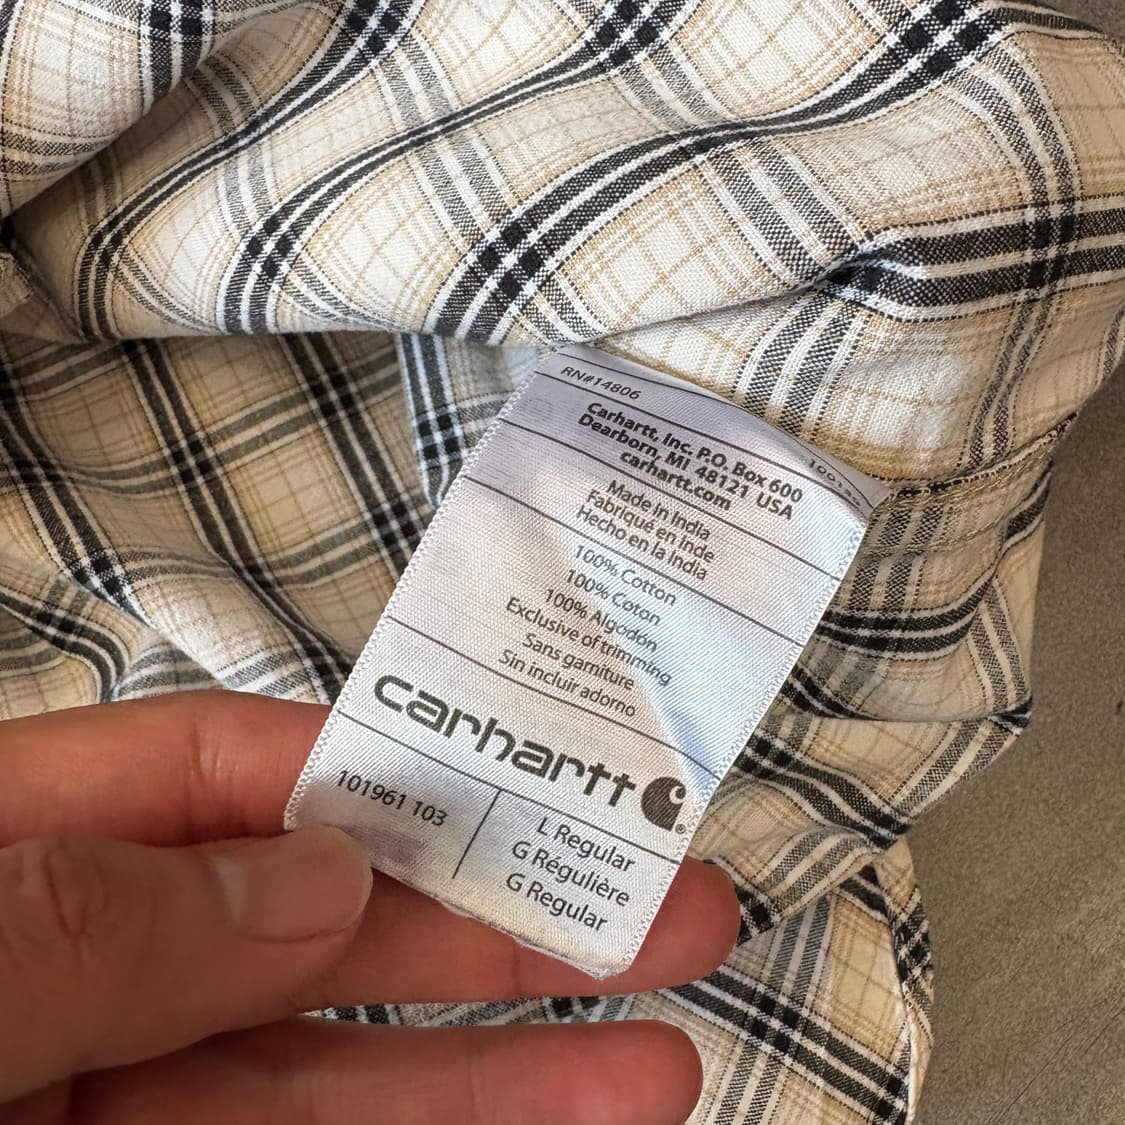 RN#14806
Carhartt, Inc. P.O. Box 600
Dearborn, MI 48121 USA
carhartt.com
Made in India
Fabriqué en Inde
Hecho en la India
100% Cotton
100% Coton
100% Algodón
Exclusive of trimming
Sans garniture
Sin incluir adorno
carhartt ®
101961 103
L Regular
G Régulière
G Regular